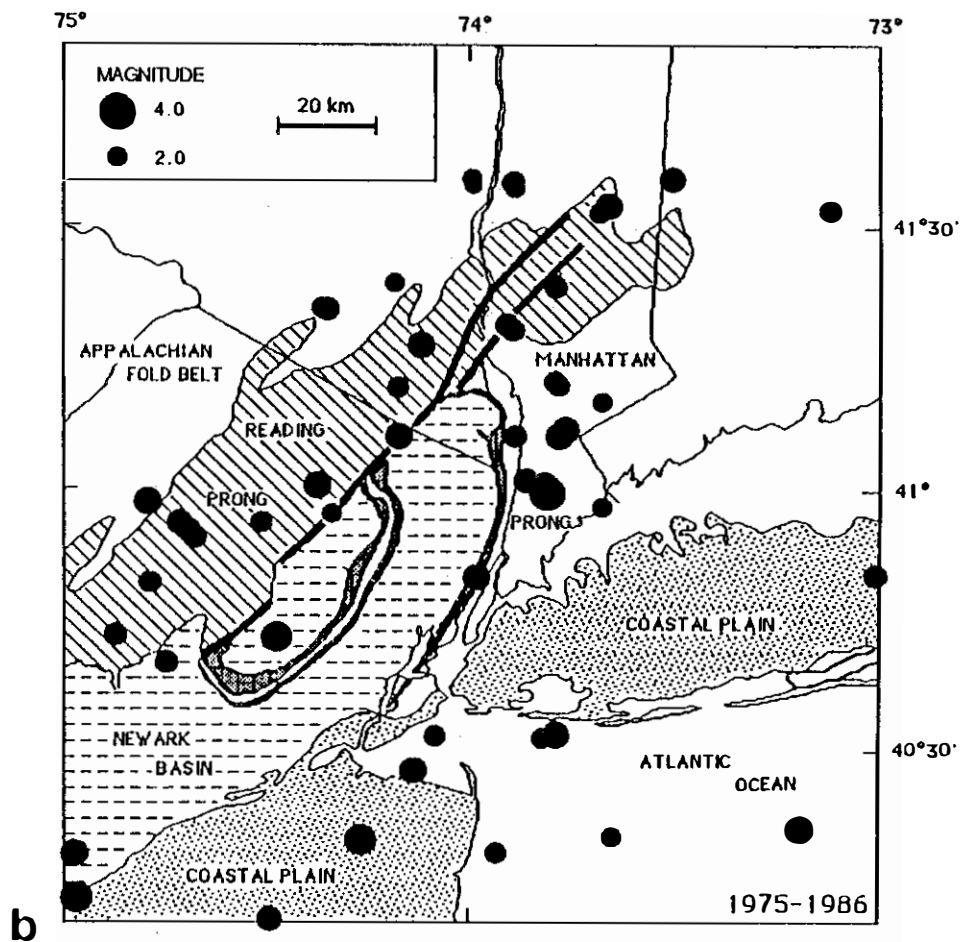 75°
74°
73°
MAGNITUDE
4.0
20 km
2.0
41°30'
APPALACHIAN
FOLD BELT
MANHATTAN
READING
PRONG
41°
PRONG
COASTAL PLAIN
NEWARK
BASIN
40°30'
ATLANTIC
OCEAN
COASTAL PLAIN
1975-1986
b